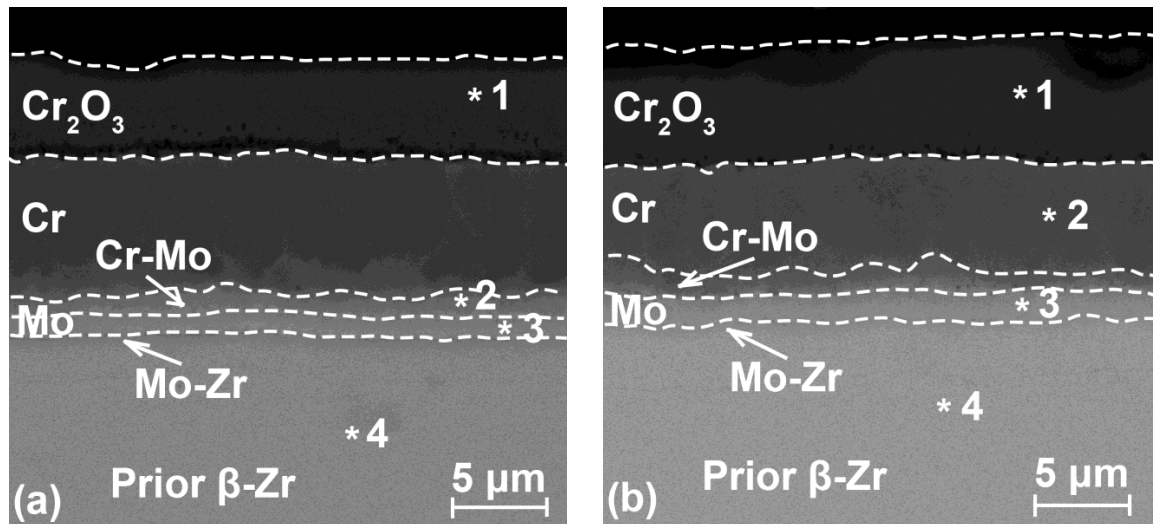 * 1
Cr₂O₃
Cr
Cr-Mo
* 2
Mo
* 3
Mo-Zr
* 4
Prior β-Zr
5 μm
(a)
* 1
Cr₂O₃
Cr
* 2
Cr-Mo
* 3
Mo
Mo-Zr
* 4
Prior β-Zr
5 μm
(b)